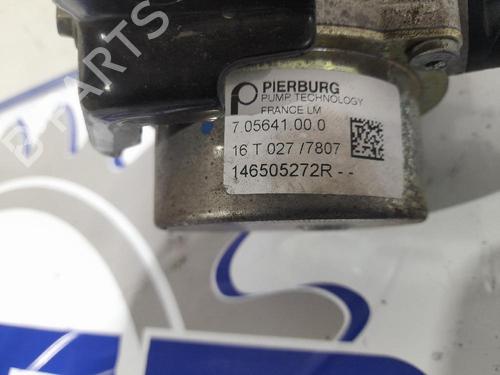 PARTS
PIERBURG
PUMP TECHNOLOGY
FRANCE LM
7.05641.00.0
16 T 027 / 7807
146505272R - -